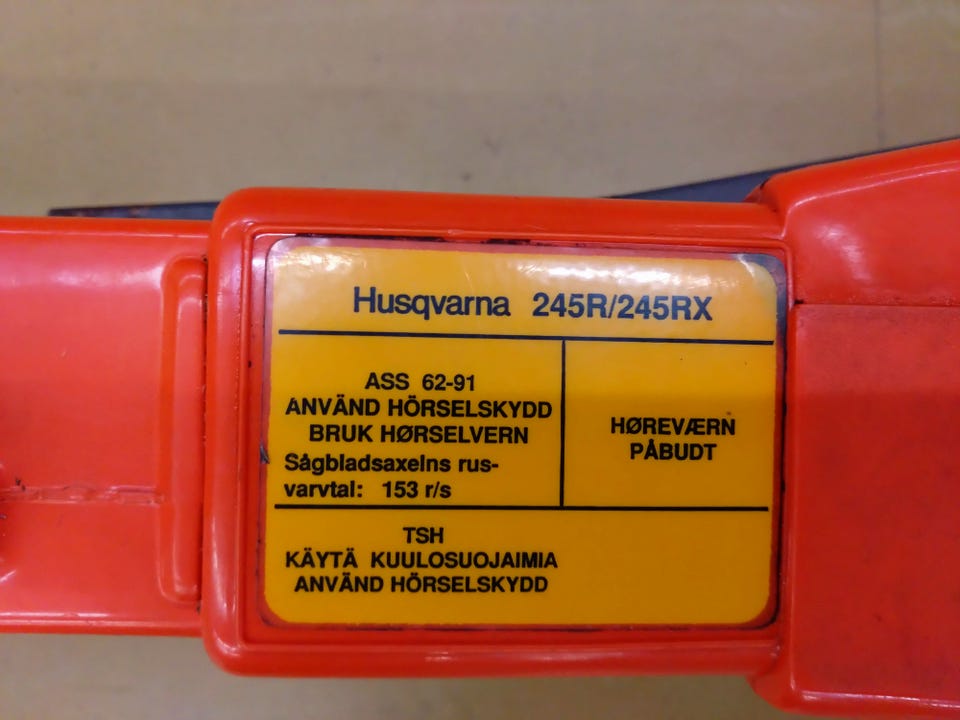 Husqvarna 245R/245RX
ASS 62-91
ANVÄND HÖRSELSKYDD
BRUK HØRSELVERN
Sågbladsaxelns rus-
varvtal: 153 r/s
HØREVÆRN
PÅBUDT
TSH
KÄYTÄ KUULOSUOJAIMIA
ANVÄND HÖRSELSKYDD